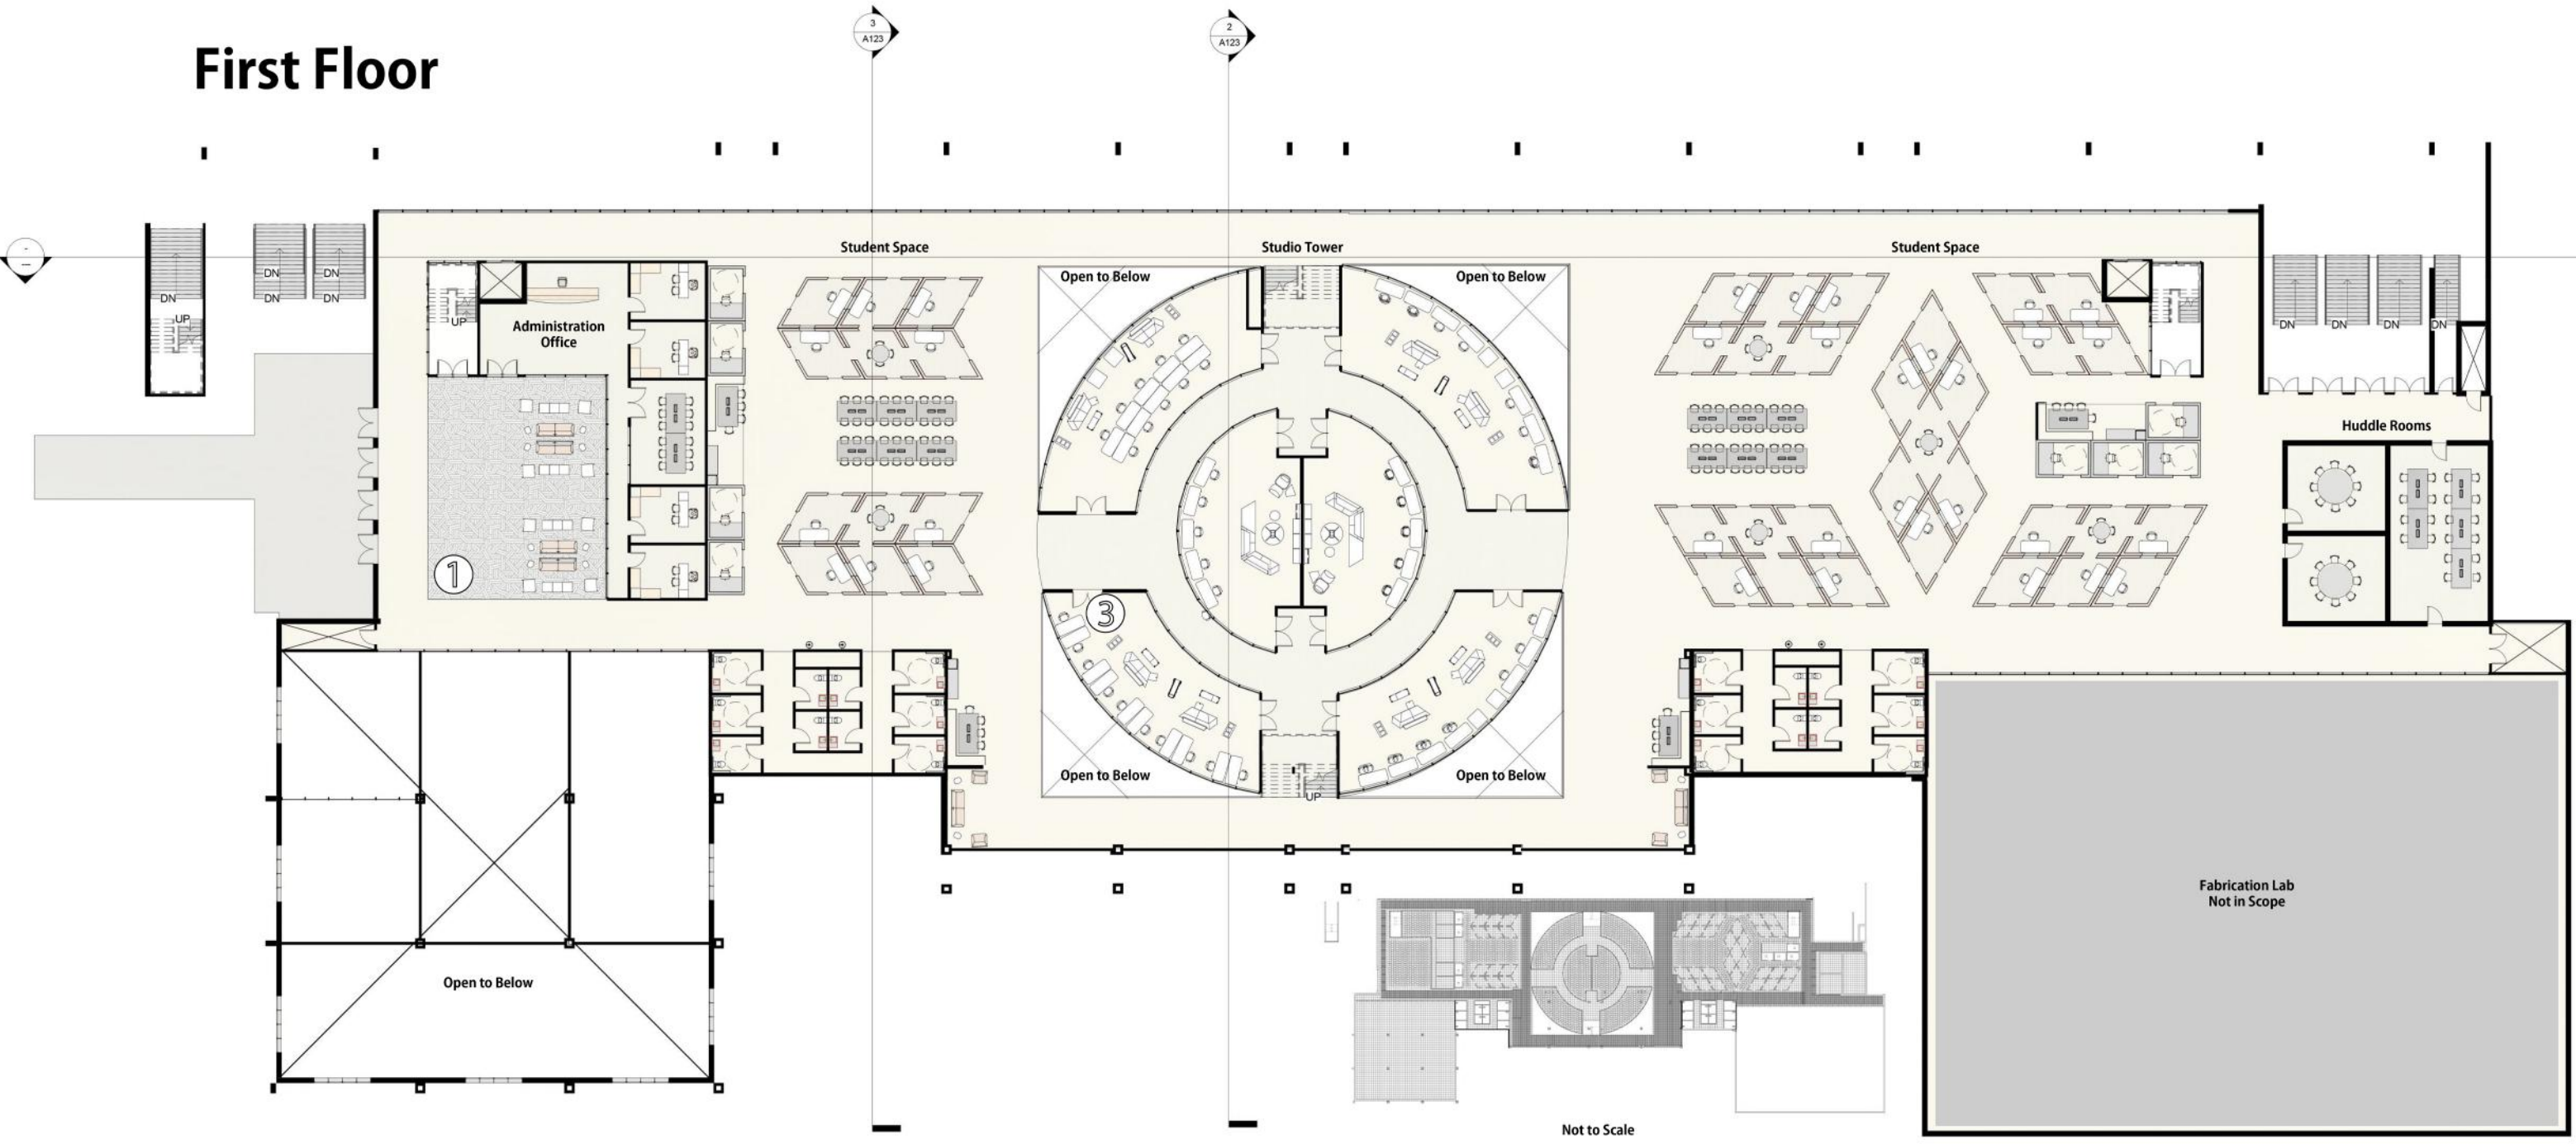 First Floor
3
A123
2
A123
Student Space
Studio Tower
Student Space
Open to Below
Open to Below
DN
DN
DN
DN
DN
UP
UP
Administration
Office
DN
DN
DN
DN
Huddle Rooms
1
3
Open to Below
Open to Below
UP
Fabrication Lab
Not in Scope
Open to Below
Not to Scale